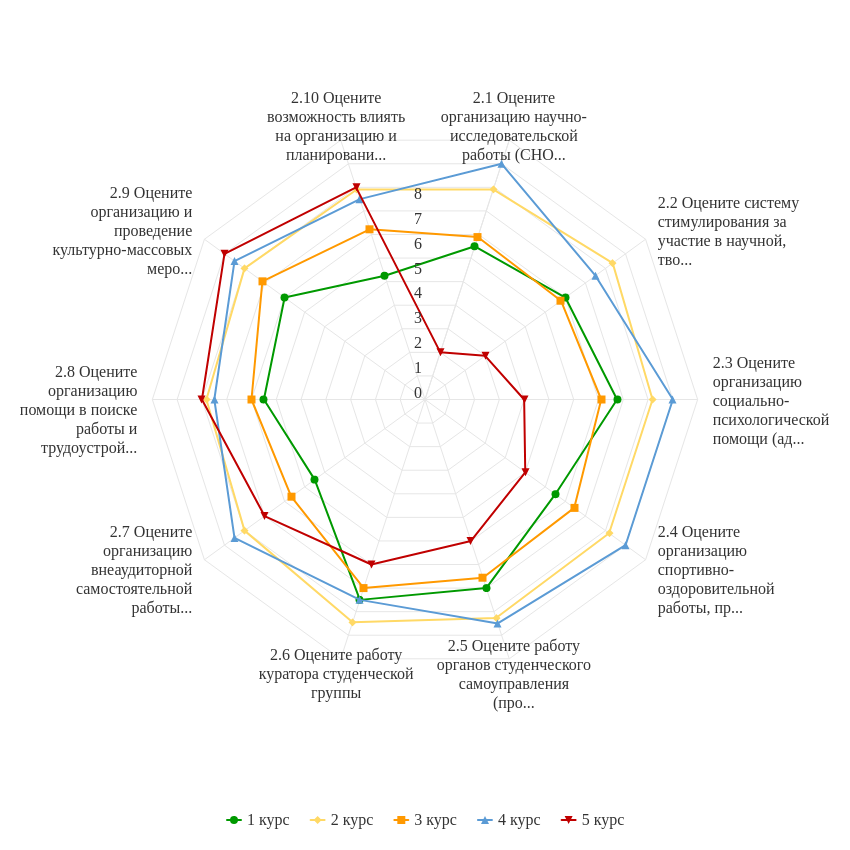 2.10 Оцените
возможность влиять
на организацию и
планировани...
2.1 Оцените
организацию научно-
исследовательской
работы (СНО...
2.9 Оцените
организацию и
проведение
культурно-массовых
меро...
2.2 Оцените систему
стимулирования за
участие в научной,
тво...
8
7
6
5
4
3
2
1
0
2.8 Оцените
организацию
помощи в поиске
работы и
трудоустрой...
2.3 Оцените
организацию
социально-
психологической
помощи (ад...
2.7 Оцените
организацию
внеаудиторной
самостоятельной
работы...
2.4 Оцените
организацию
спортивно-
оздоровительной
работы, пр...
2.6 Оцените работу
куратора студенческой
группы
2.5 Оцените работу
органов студенческого
самоуправления
(про...
1 курс 2 курс 3 курс 4 курс 5 курс